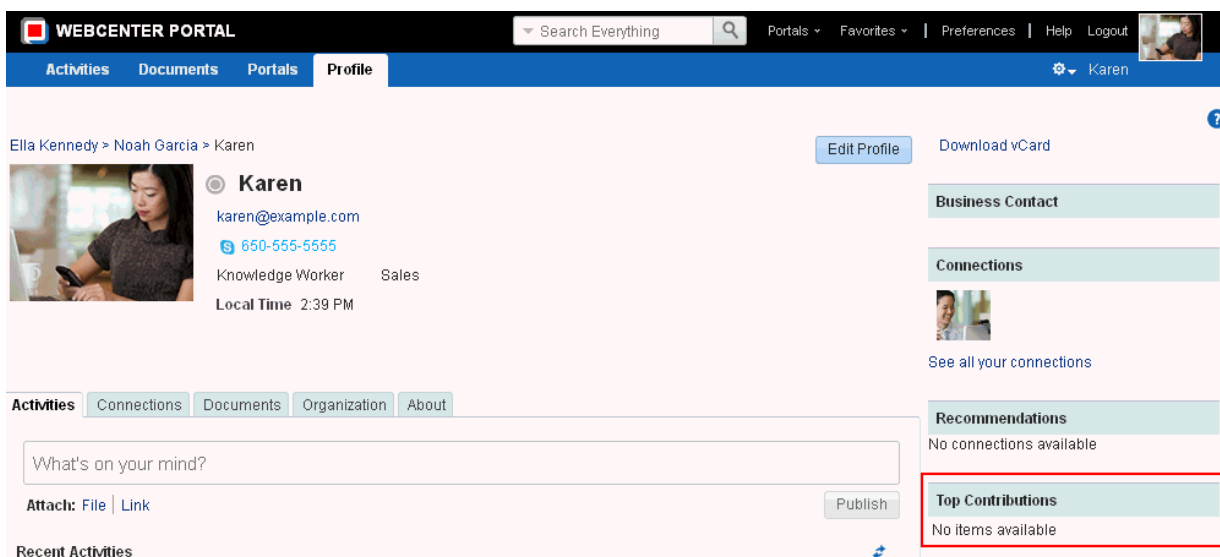 WEBCENTER PORTAL
Search Everything
Portals
Favorites
Preferences
Help
Logout
Activities
Documents
Portals
Profile
Karen
?
Ella Kennedy > Noah Garcia > Karen
Edit Profile
Download vCard
Karen
karen@example.com
650-555-5555
Knowledge Worker
Sales
Local Time 2:39 PM
Business Contact
Connections
See all your connections
Activities
Connections
Documents
Organization
About
Recommendations
No connections available
What's on your mind?
Attach: File | Link
Publish
Top Contributions
No items available
Recent Activities